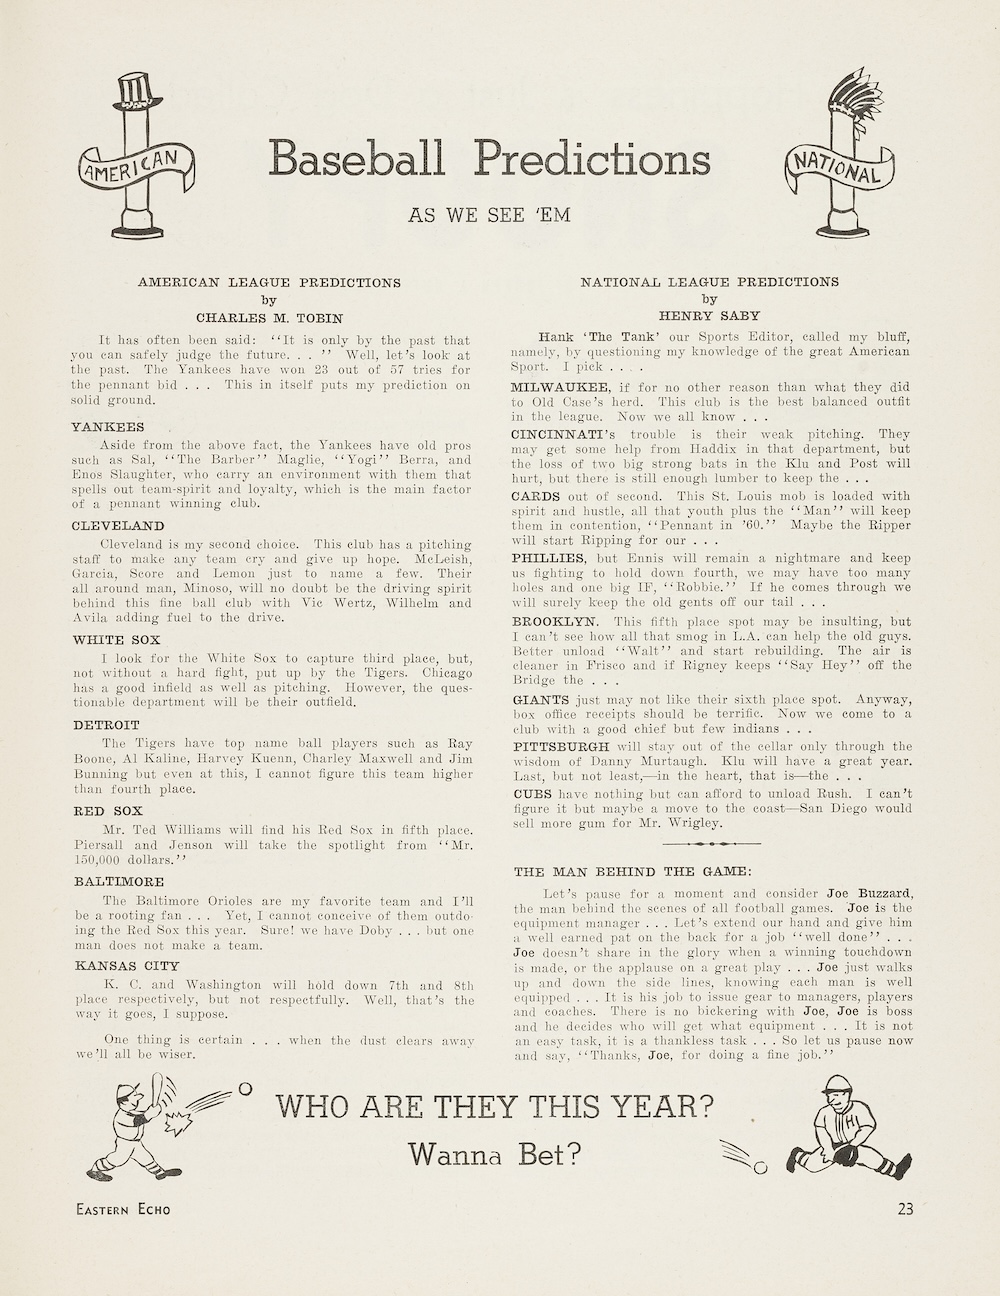 AMERICAN
Baseball Predictions
NATIONAL
AS WE SEE 'EM
AMERICAN LEAGUE PREDICTIONS
by
CHARLES M. TOBIN
It has often been said: "It is only by the past that
you can safely judge the future. . . " Well, let's look at
the past. The Yankees have won 23 out of 57 tries for
the pennant bid . . . This in itself puts my prediction on
solid ground.
YANKEES
Aside from the above fact, the Yankees have old pros
such as Sal, "The Barber" Maglie, "Yogi" Berra, and
Enos Slaughter, who carry an environment with them that
spells out team-spirit and loyalty, which is the main factor
of a pennant winning club.
CLEVELAND
Cleveland is my second choice. This club has a pitching
staff to make any team cry and give up hope. McLeish,
Garcia, Score and Lemon just to name a few. Their
all around man, Minoso, will no doubt be the driving spirit
behind this fine ball club with Vic Wertz, Wilhelm and
Avila adding fuel to the drive.
WHITE SOX
I look for the White Sox to capture third place, but,
not without a hard fight, put up by the Tigers. Chicago
has a good infield as well as pitching. However, the ques-
tionable department will be their outfield.
DETROIT
The Tigers have top name ball players such as Ray
Boone, Al Kaline, Harvey Kuenn, Charley Maxwell and Jim
Bunning but even at this, I cannot figure this team higher
than fourth place.
RED SOX
Mr. Ted Williams will find his Red Sox in fifth place.
Piersall and Jenson will take the spotlight from "Mr.
150,000 dollars."
BALTIMORE
The Baltimore Orioles are my favorite team and I'll
be a rooting fan . . . Yet, I cannot conceive of them outdo-
ing the Red Sox this year. Sure! we have Doby . . . but one
man does not make a team.
KANSAS CITY
K. C. and Washington will hold down 7th and 8th
place respectively, but not respectfully. Well, that's the
way it goes, I suppose.
One thing is certain . . . when the dust clears away
we'll all be wiser.
NATIONAL LEAGUE PREDICTIONS
by
HENRY SABY
Hank 'The Tank' our Sports Editor, called my bluff,
namely, by questioning my knowledge of the great American
Sport. I pick . . . .
MILWAUKEE, if for no other reason than what they did
to Old Case's herd. This club is the best balanced outfit
in the league. Now we all know . . .
CINCINNATI's trouble is their weak pitching. They
may get some help from Haddix in that department, but
the loss of two big strong bats in the Klu and Post will
hurt, but there is still enough lumber to keep the . . .
CARDS out of second. This St. Louis mob is loaded with
spirit and hustle, all that youth plus the "Man" will keep
them in contention, "Pennant in '60." Maybe the Ripper
will start Ripping for our . . .
PHILLIES, but Ennis will remain a nightmare and keep
us fighting to hold down fourth, we may have too many
holes and one big IF, "Robbie." If he comes through we
will surely keep the old gents off our tail . . .
BROOKLYN. This fifth place spot may be insulting, but
I can't see how all that smog in L.A. can help the old guys.
Better unload "Walt" and start rebuilding. The air is
cleaner in Frisco and if Rigney keeps "Say Hey" off the
Bridge the . . .
GIANTS just may not like their sixth place spot. Anyway,
box office receipts should be terrific. Now we come to a
club with a good chief but few indians . . .
PITTSBURGH will stay out of the cellar only through the
wisdom of Danny Murtaugh. Klu will have a great year.
Last, but not least,—in the heart, that is—the . . .
CUBS have nothing but can afford to unload Rush. I can't
figure it but maybe a move to the coast—San Diego would
sell more gum for Mr. Wrigley.
THE MAN BEHIND THE GAME:
Let's pause for a moment and consider Joe Buzzard,
the man behind the scenes of all football games. Joe is the
equipment manager . . . Let's extend our hand and give him
a well earned pat on the back for a job "well done" . . .
Joe doesn't share in the glory when a winning touchdown
is made, or the applause on a great play . . . Joe just walks
up and down the side lines, knowing each man is well
equipped . . . It is his job to issue gear to managers, players
and coaches. There is no bickering with Joe, Joe is boss
and he decides who will get what equipment . . . It is not
an easy task, it is a thankless task . . . So let us pause now
and say, "Thanks, Joe, for doing a fine job."
WHO ARE THEY THIS YEAR?
Wanna Bet?
H
EASTERN ECHO
23